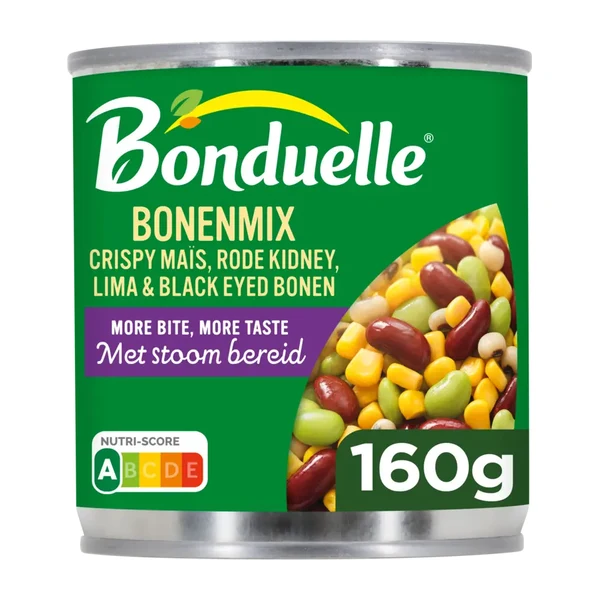 Bonduelle®
BONENMIX
CRISPY MAÏS, RODE KIDNEY,
LIMA & BLACK EYED BONEN
MORE BITE, MORE TASTE
Met stoom bereid
NUTRI-SCORE
A B C D E
160g